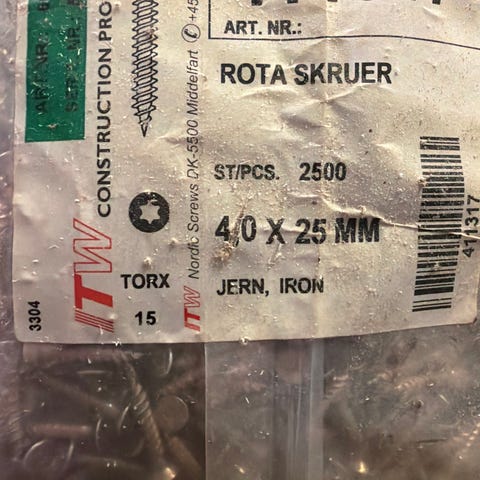 ART. NR.:
ROTA SKRUER
ST/PCS. 2500
4/0 X 25 MM
JERN, IRON
411317
ITW CONSTRUCTION PRO
ITW Nordic Screws DK-5500 Middelfart
TORX
15
3304